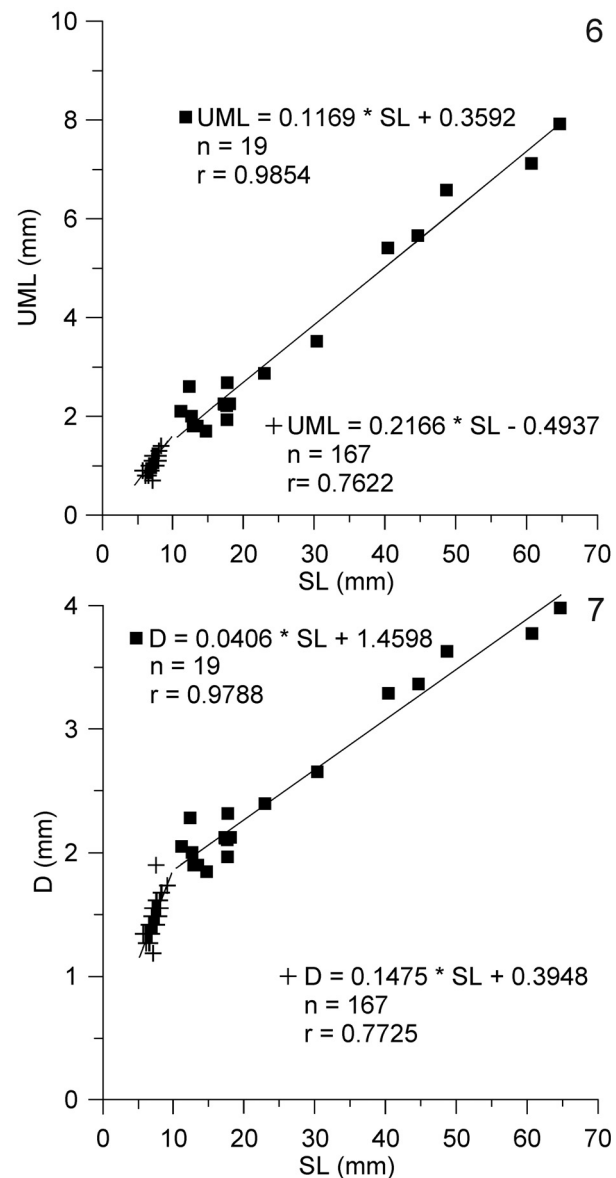 6
10
8
6
4
2
0
UML (mm)
■ UML = 0.1169 * SL + 0.3592
n = 19
r = 0.9854
+ UML = 0.2166 * SL - 0.4937
n = 167
r= 0.7622
0 10 20 30 40 50 60 70
SL (mm)
7
4
3
2
1
0
D (mm)
■ D = 0.0406 * SL + 1.4598
n = 19
r = 0.9788
+ D = 0.1475 * SL + 0.3948
n = 167
r = 0.7725
0 10 20 30 40 50 60 70
SL (mm)